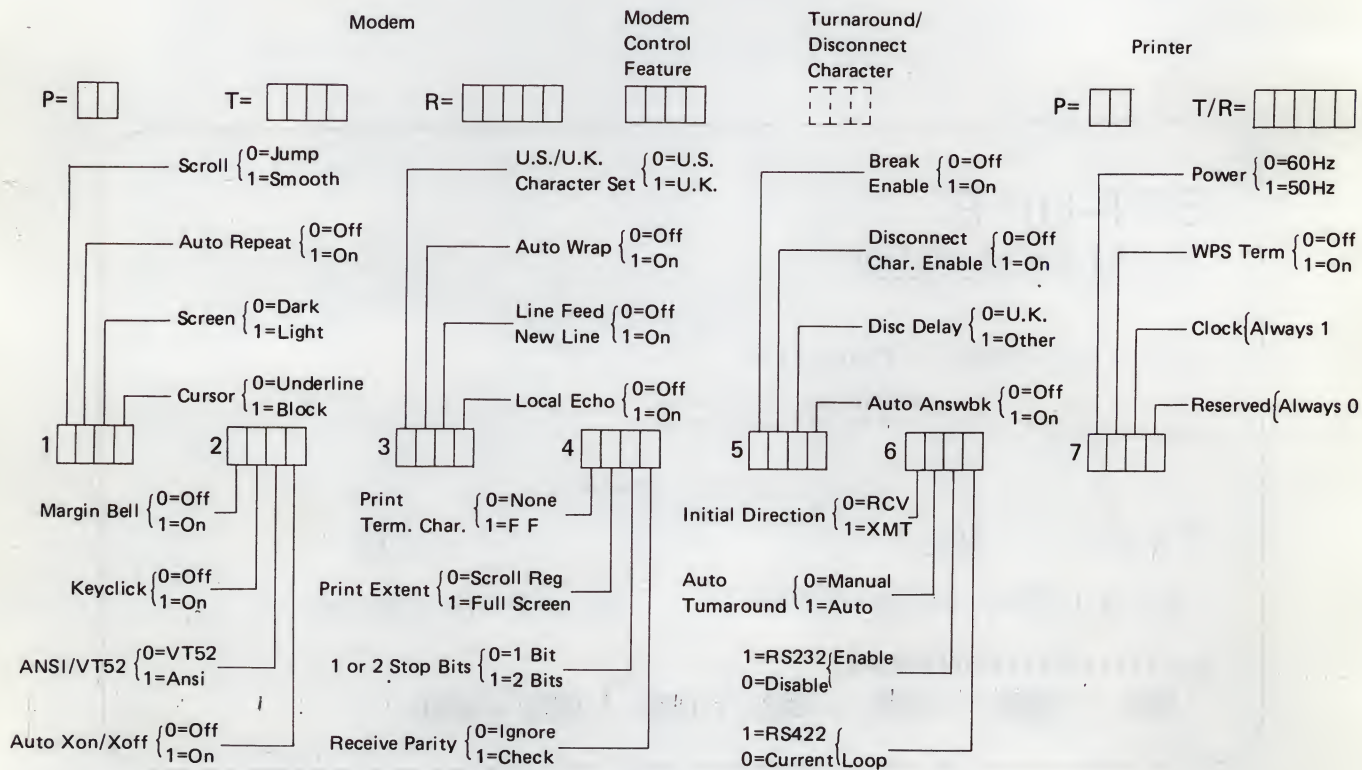 Modem
Modem
Control
Feature
Turnaround/
Disconnect
Character
Printer
P=
T=
R=
P=
T/R=
Scroll 0=Jump
1=Smooth
Auto Repeat 0=Off
1=On
Screen 0=Dark
1=Light
Cursor 0=Underline
1=Block
1
2
Margin Bell 0=Off
1=On
Keyclick 0=Off
1=On
ANSI/VT52 0=VT52
1=Ansi
Auto Xon/Xoff 0=Off
1=On
U.S./U.K.
Character Set 0=U.S.
1=U.K.
Auto Wrap 0=Off
1=On
Line Feed
New Line 0=Off
1=On
Local Echo 0=Off
1=On
3
4
Print
Term. Char. 0=None
1=F F
Print Extent 0=Scroll Reg
1=Full Screen
1 or 2 Stop Bits 0=1 Bit
1=2 Bits
Receive Parity 0=Ignore
1=Check
Break
Enable 0=Off
1=On
Disconnect
Char. Enable 0=Off
1=On
Disc Delay 0=U.K.
1=Other
Auto Answbk 0=Off
1=On
5
6
Initial Direction 0=RCV
1=XMT
Auto
Turnaround 0=Manual
1=Auto
1=RS232 Enable
0=Disable
1=RS422
0=Current Loop
Power 0=60Hz
1=50Hz
WPS Term 0=Off
1=On
Clock Always 1
Reserved Always 0
7